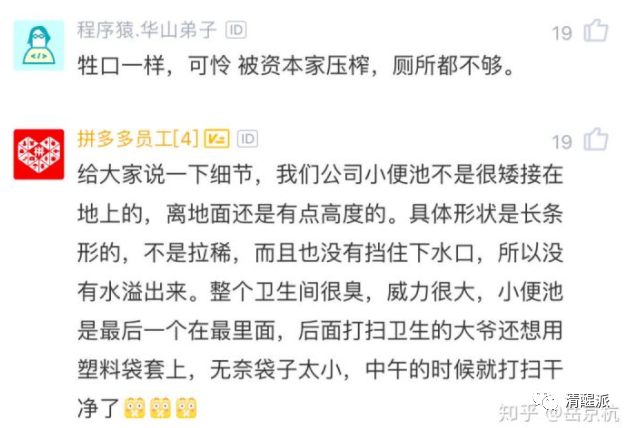 程序猿.华山弟子 ID 19
牲口一样，可怜 被资本家压榨，厕所都不够。
拼多多员工[4] V= ID 19
给大家说一下细节，我们公司小便池不是很矮接在
地上的，离地面还是有点高度的。具体形状是长条
形的，不是拉稀，而且也没有挡住下水口，所以没
有水溢出来。整个卫生间很臭，威力很大，小便池
是最后一个在最里面，后面打扫卫生的大爷还想用
塑料袋套上，无奈袋子太小，中午的时候就打扫干
净了
知乎 @岳京杭
清醒派